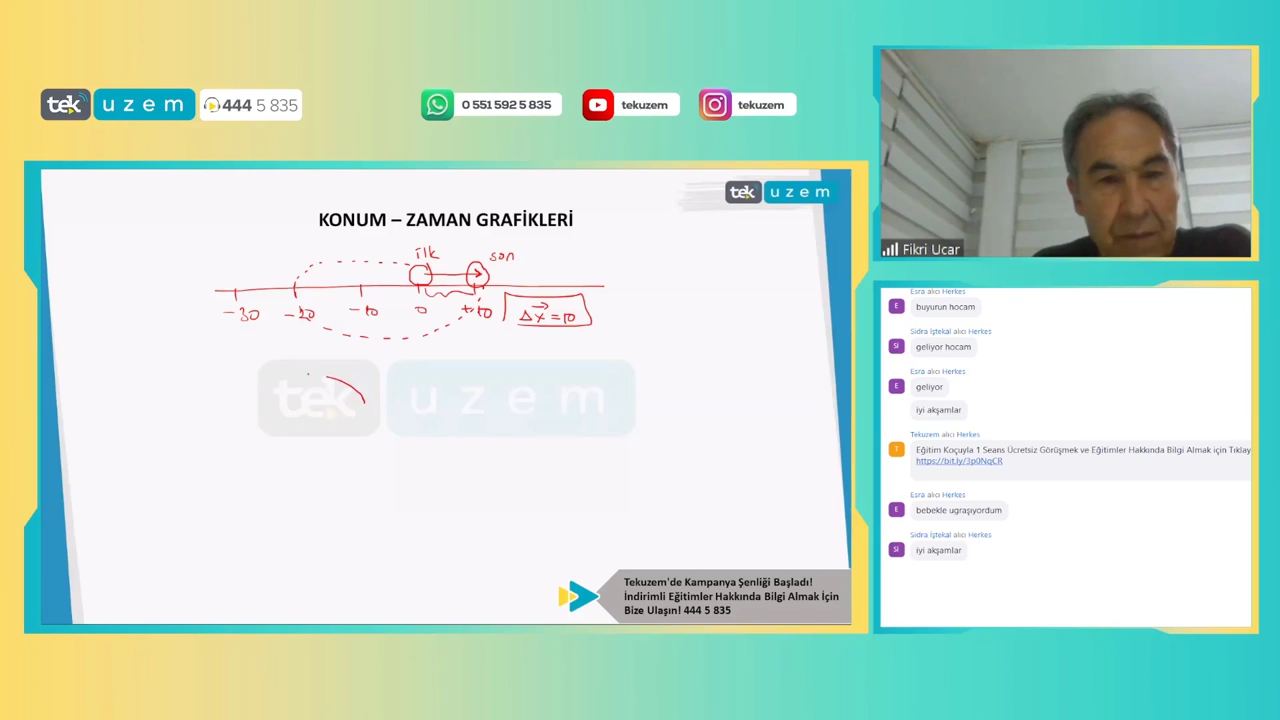 tek uzem 444 5 835
0 551 592 5 835
tekuzem
tekuzem
tek uzem
KONUM – ZAMAN GRAFİKLERİ
ilk
son
-30 -20 -10 0 +10
Δx = 10
tek uzem
Tekuzem'de Kampanya Şenliği Başladı!
İndirimli Eğitimler Hakkında Bilgi Almak İçin
Bize Ulaşın! 444 5 835
Fikri Ucar
Esra alıcı Herkes
E
buyurun hocam
Sidra İştekal alıcı Herkes
Sİ
geliyor hocam
Esra alıcı Herkes
E
geliyor
iyi akşamlar
Tekuzem alıcı Herkes
T
Eğitim Koçuyla 1 Seans Ücretsiz Görüşmek ve Eğitimler Hakkında Bilgi Almak için Tıklay
https://bit.ly/3p0NqCR
Esra alıcı Herkes
E
bebekle ugraşıyordum
Sidra İştekal alıcı Herkes
Sİ
iyi akşamlar